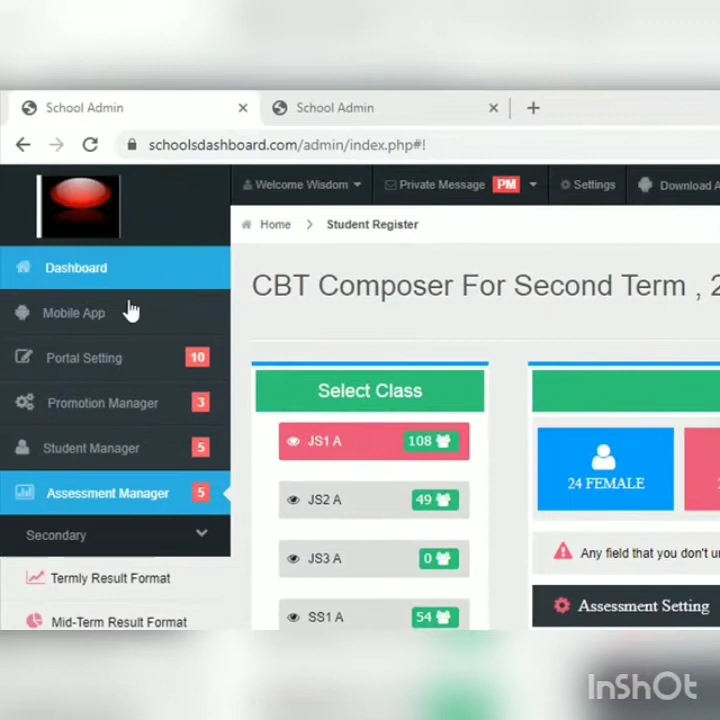 School Admin
School Admin
schoolsdashboard.com/admin/index.php#!
Welcome Wisdom
Private Message PM
Settings
Download A
Home > Student Register
Dashboard
Mobile App
Portal Setting 10
Promotion Manager 3
Student Manager 5
Assessment Manager 5
Secondary
Termly Result Format
Mid-Term Result Format
CBT Composer For Second Term , 2
Select Class
JS1 A 108
JS2 A 49
JS3 A 0
SS1 A 54
24 FEMALE
Any field that you don't u
Assessment Setting
InShOt